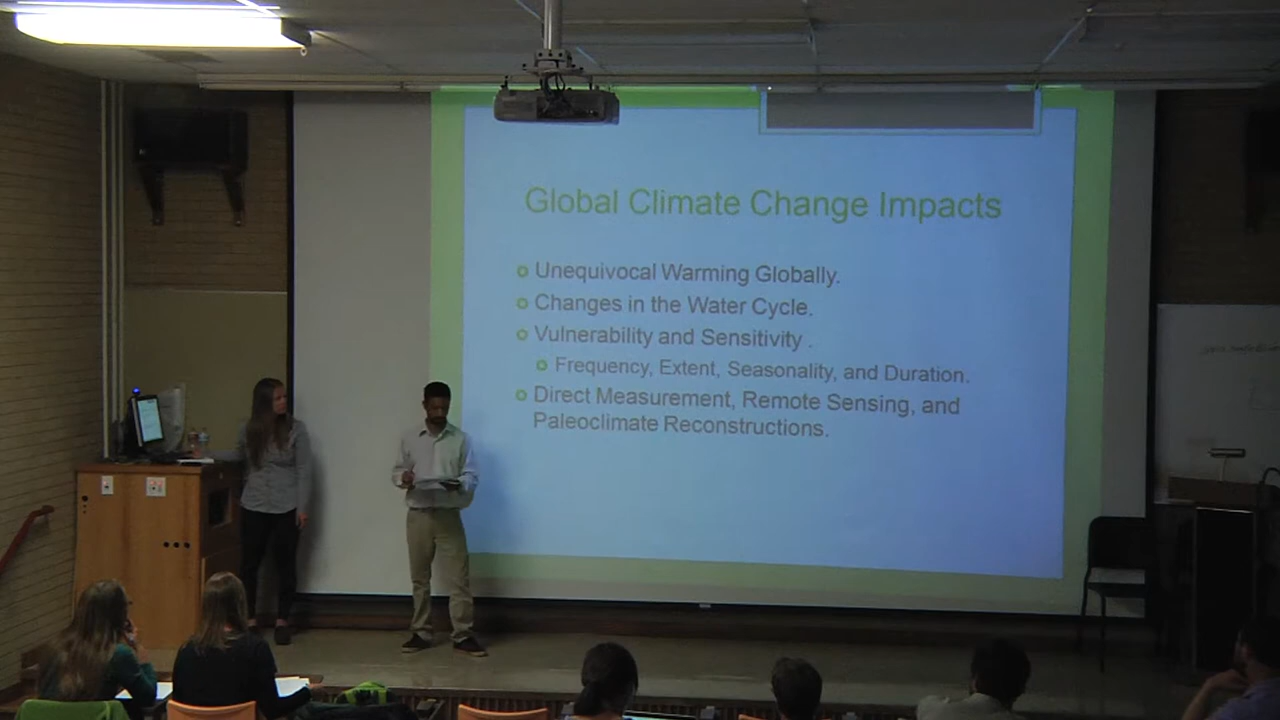 Global Climate Change Impacts
Unequivocal Warming Globally.
Changes in the Water Cycle.
Vulnerability and Sensitivity .
Frequency, Extent, Seasonality, and Duration.
Direct Measurement, Remote Sensing, and
Paleoclimate Reconstructions.